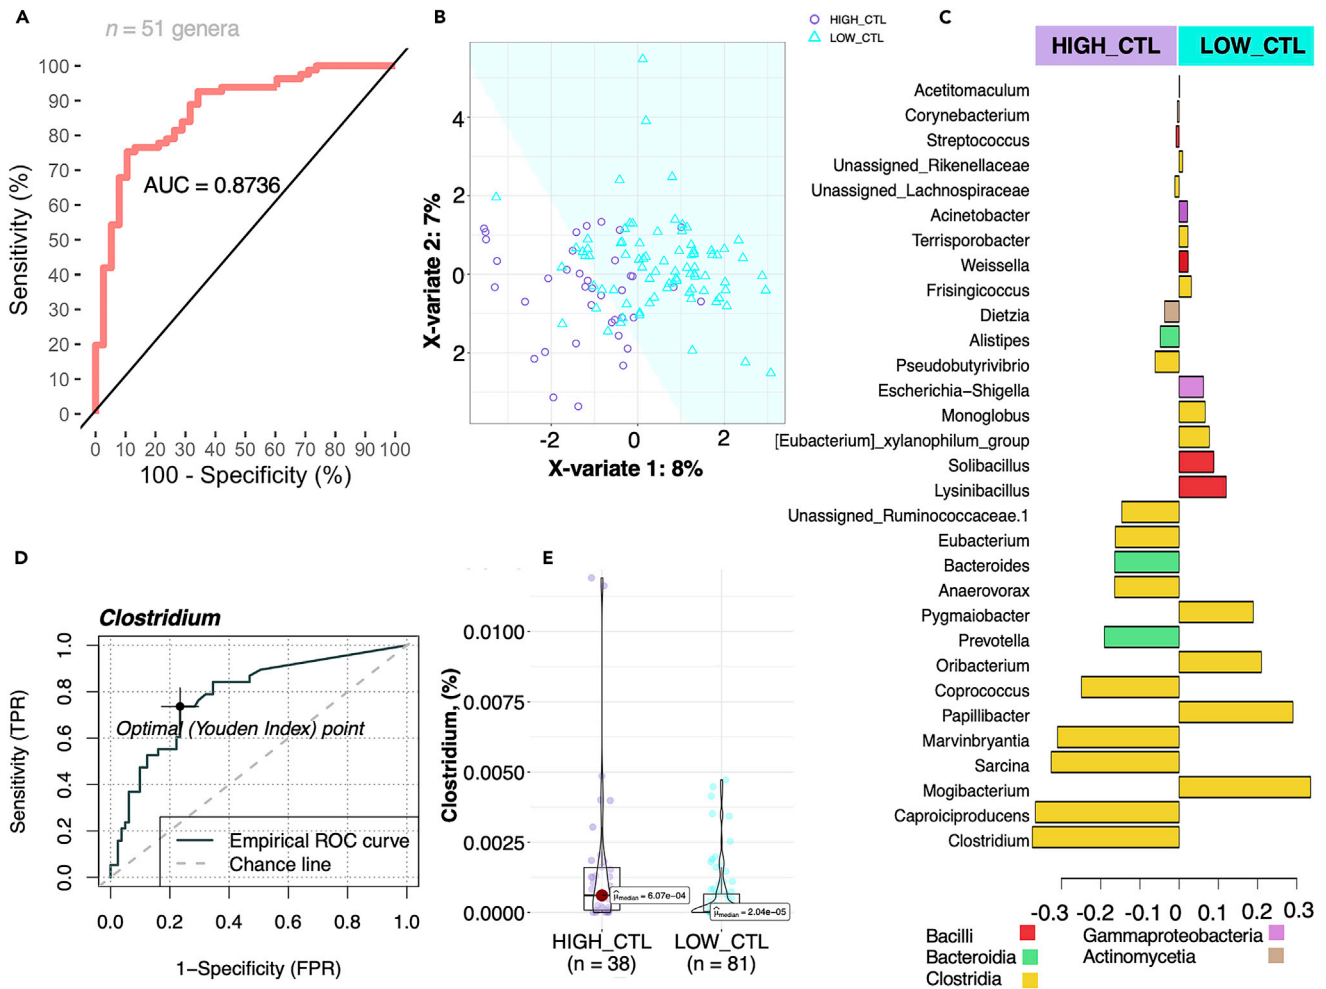 A
n = 51 genera
100
90
80
70
60
50
40
30
20
10
0
Sensitivity (%)
AUC = 0.8736
0 10 20 30 40 50 60 70 80 90 100
100 - Specificity (%)
B
HIGH_CTL
LOW_CTL
4
2
0
2
X-variate 2: 7%
-2 0 2
X-variate 1: 8%
C
HIGH_CTL LOW_CTL
Acetitomaculum
Corynebacterium
Streptococcus
Unassigned_Rikenellaceae
Unassigned_Lachnospiraceae
Acinetobacter
Terrisporobacter
Weissella
Frisingicoccus
Dietzia
Alistipes
Pseudobutyrivibrio
Escherichia–Shigella
Monoglobus
[Eubacterium]_xylanophilum_group
Solibacillus
Lysinibacillus
Unassigned_Ruminococcaceae.1
Eubacterium
Bacteroides
Anaerovorax
Pygmaiobacter
Prevotella
Oribacterium
Coprococcus
Papillibacter
Marvinbryantia
Sarcina
Mogibacterium
Caproiciproducens
Clostridium
-0.3 -0.2 -0.1 0 0.1 0.2 0.3
Bacilli
Bacteroidia
Clostridia
Gammaproteobacteria
Actinomycetia
D
Clostridium
1.0
0.8
0.6
0.4
0.2
0.0
Sensitivity (TPR)
Optimal (Youden Index) point
Empirical ROC curve
Chance line
0.0 0.2 0.4 0.6 0.8 1.0
1–Specificity (FPR)
E
0.0100
0.0075
0.0050
0.0025
0.0000
Clostridium, (%)
μ̂median = 6.07e−04
μ̂median = 2.04e−05
HIGH_CTL LOW_CTL
(n = 38) (n = 81)